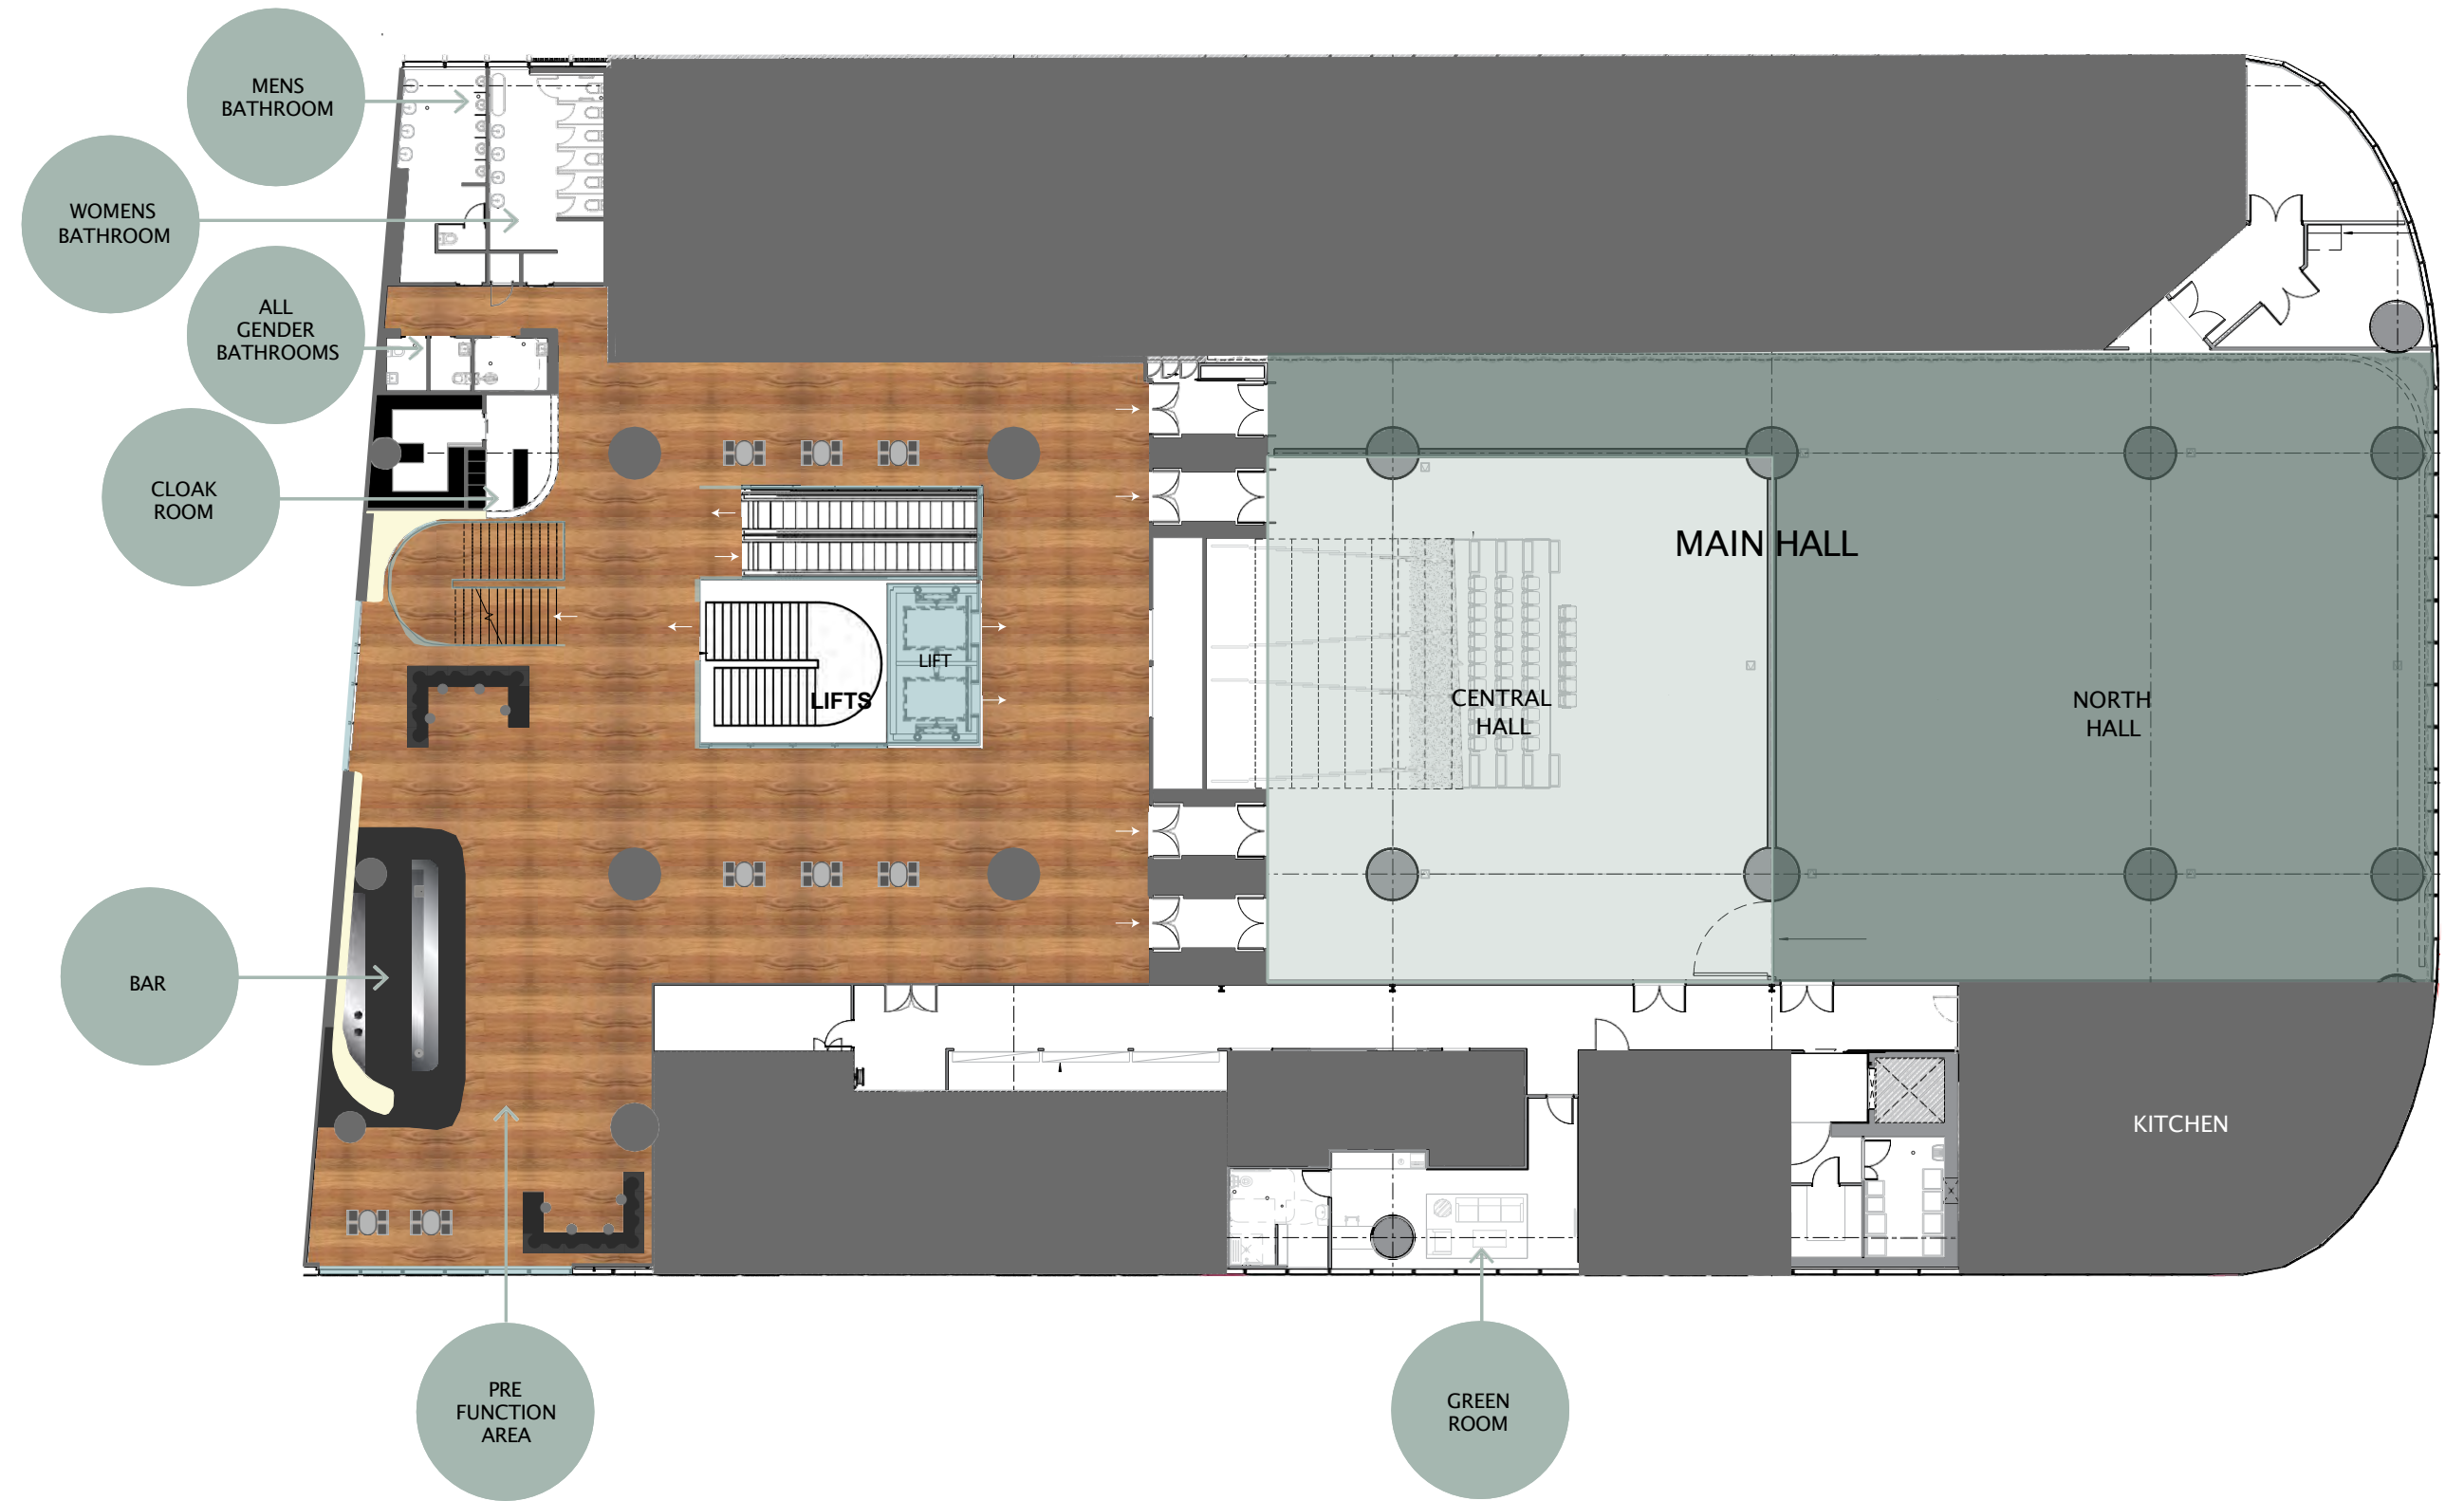 MENS
BATHROOM
WOMENS
BATHROOM
ALL
GENDER
BATHROOMS
CLOAK
ROOM
MAIN HALL
LIFT
LIFTS
CENTRAL
HALL
NORTH
HALL
BAR
KITCHEN
PRE
FUNCTION
AREA
GREEN
ROOM